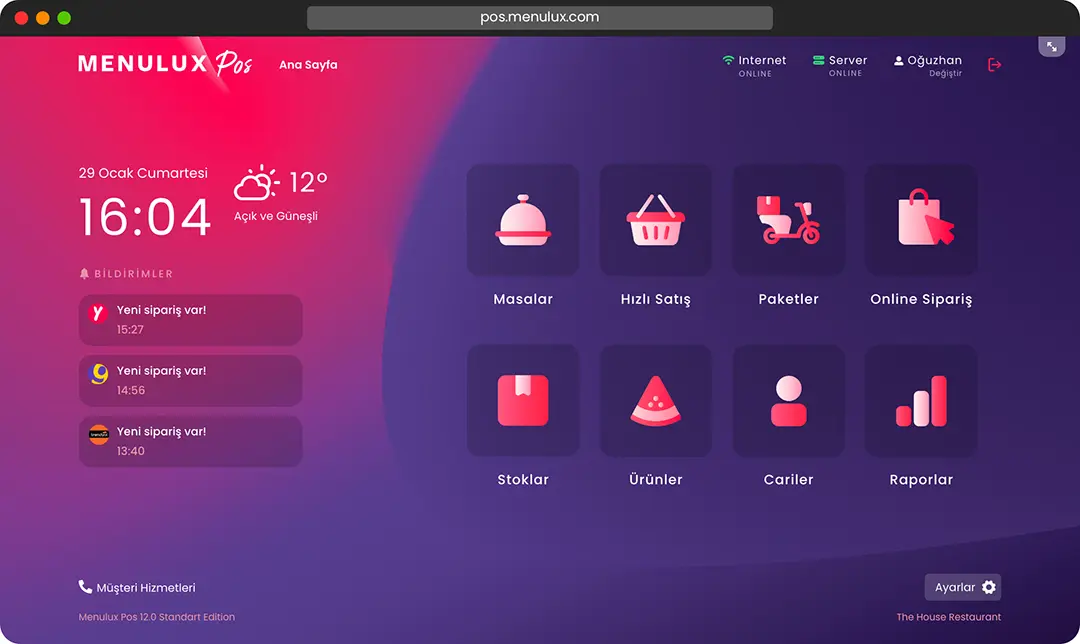 pos.menulux.com
MENULUX Pos
Ana Sayfa
Internet
ONLINE
Server
ONLINE
Oğuzhan
Değiştir
29 Ocak Cumartesi
16:04
12°
Açık ve Güneşli
BİLDİRİMLER
Yeni sipariş var!
15:27
Yeni sipariş var!
14:56
Yeni sipariş var!
13:40
Masalar
Hızlı Satış
Paketler
Online Sipariş
Stoklar
Ürünler
Cariler
Raporlar
Müşteri Hizmetleri
Menulux Pos 12.0 Standart Edition
Ayarlar
The House Restaurant